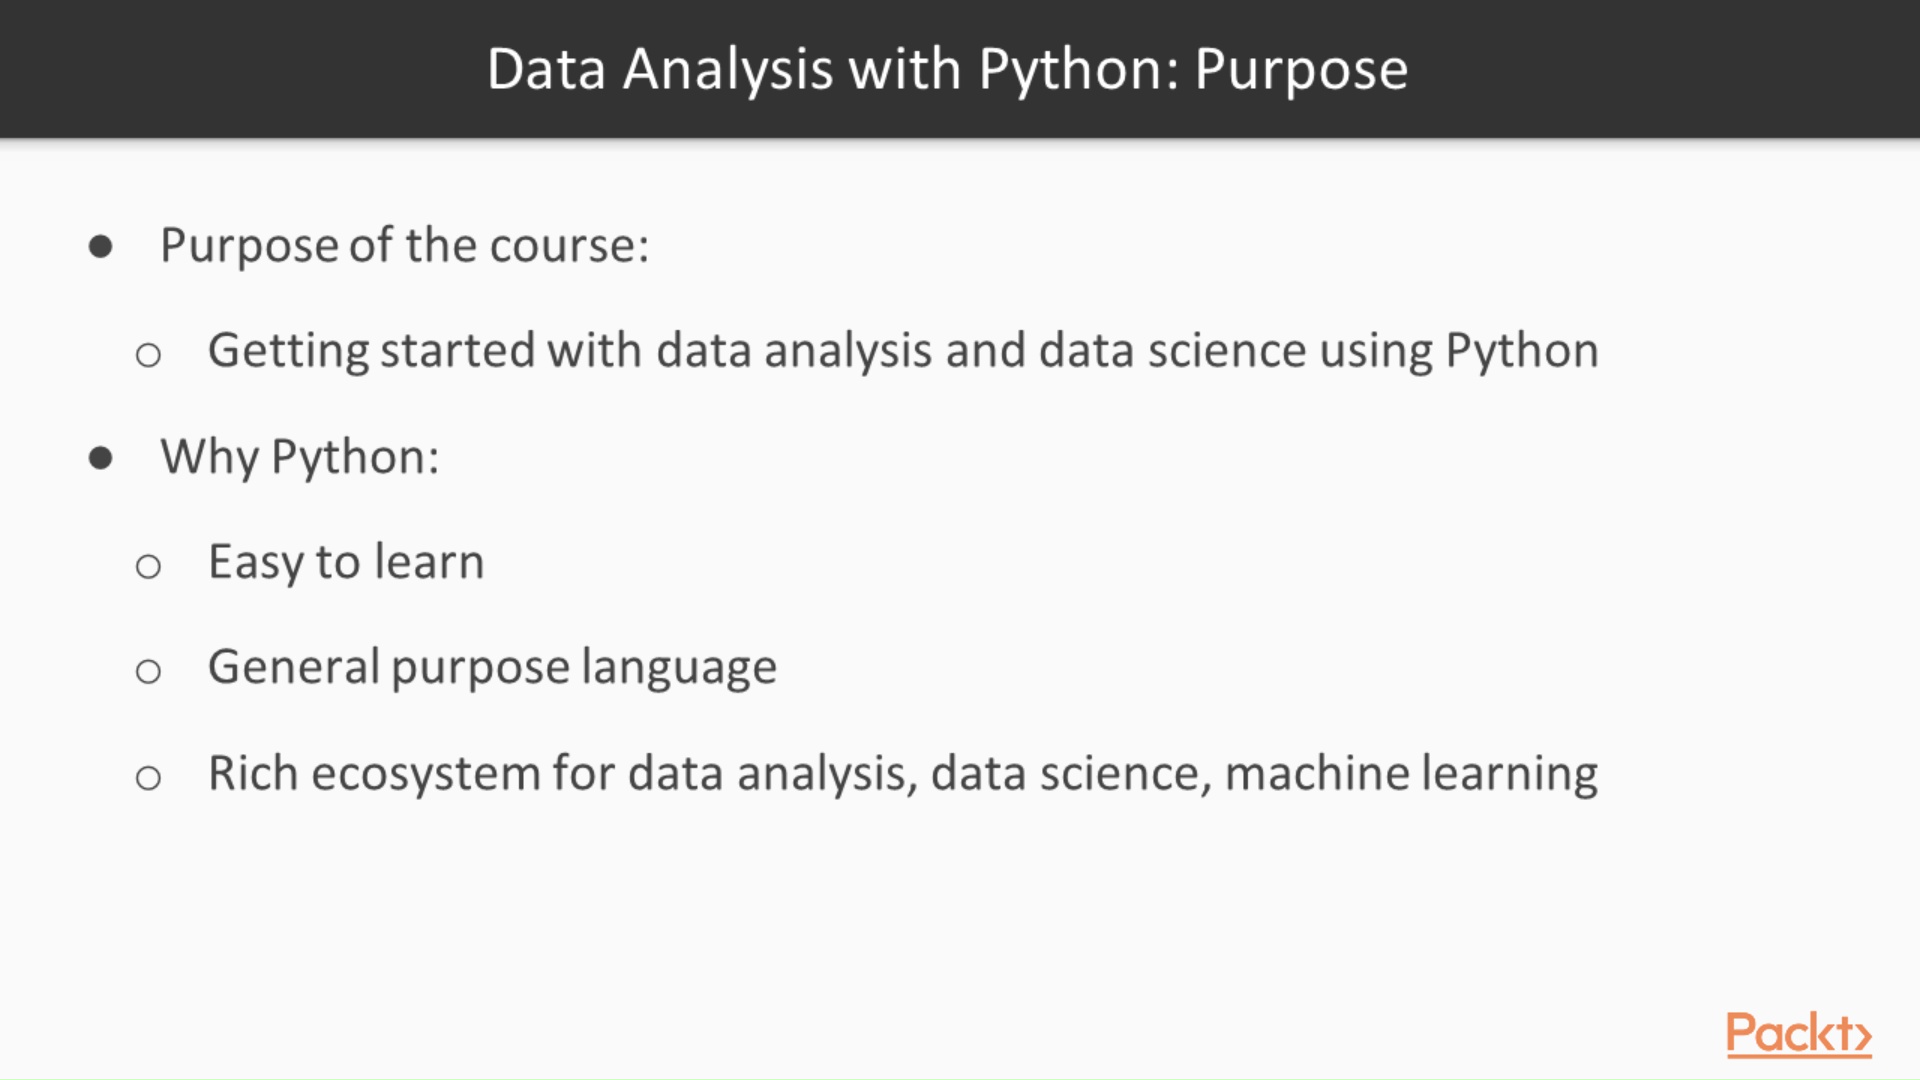 Data Analysis with Python: Purpose
● Purpose of the course:
○ Getting started with data analysis and data science using Python
● Why Python:
○ Easy to learn
○ General purpose language
○ Rich ecosystem for data analysis, data science, machine learning
Packt>